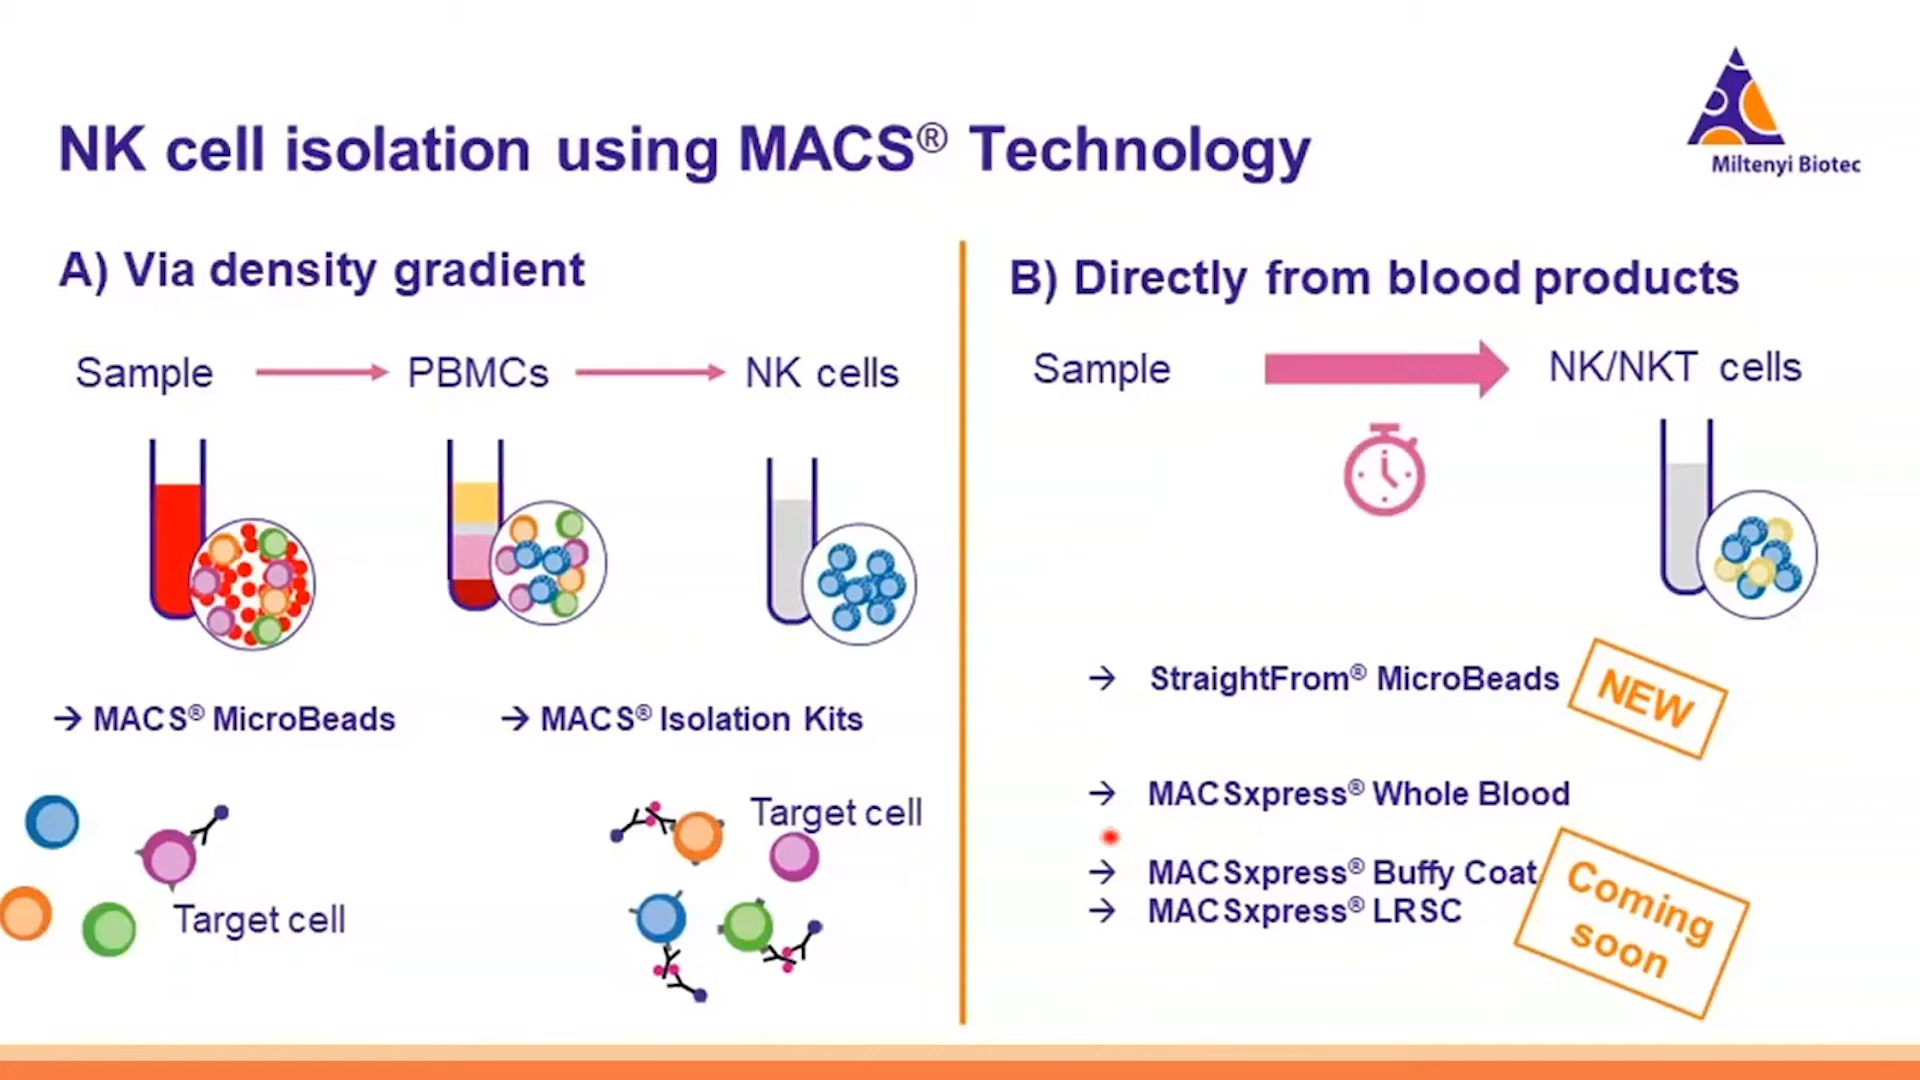 Miltenyi Biotec
NK cell isolation using MACS® Technology
A) Via density gradient
Sample
PBMCs
NK cells
→ MACS® MicroBeads
→ MACS® Isolation Kits
Target cell
Target cell
B) Directly from blood products
Sample
NK/NKT cells
→ StraightFrom® MicroBeads
NEW
→ MACSxpress® Whole Blood
→ MACSxpress® Buffy Coat
→ MACSxpress® LRSC
Coming
soon